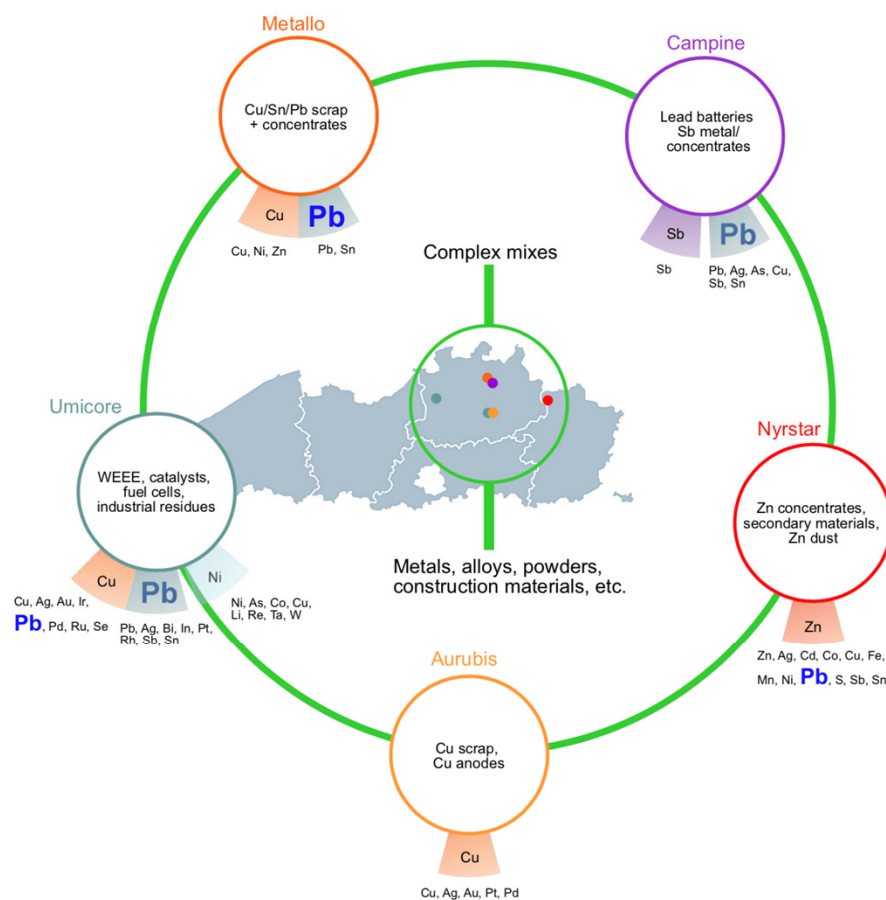 Metallo
Cu/Sn/Pb scrap
+ concentrates
Cu
Pb
Cu, Ni, Zn
Pb, Sn
Campine
Lead batteries
Sb metal/
concentrates
Sb
Pb
Sb
Pb, Ag, As, Cu,
Sb, Sn
Complex mixes
Metals, alloys, powders,
construction materials, etc.
Umicore
WEEE, catalysts,
fuel cells,
industrial residues
Cu
Pb
Ni
Cu, Ag, Au, Ir,
Pb, Pd, Ru, Se
Pb, Ag, Bi, In, Pt,
Rh, Sb, Sn
Ni, As, Co, Cu,
Li, Re, Ta, W
Nyrstar
Zn concentrates,
secondary materials,
Zn dust
Zn
Zn, Ag, Cd, Co, Cu, Fe,
Mn, Ni, Pb, S, Sb, Sn
Aurubis
Cu scrap,
Cu anodes
Cu
Cu, Ag, Au, Pt, Pd